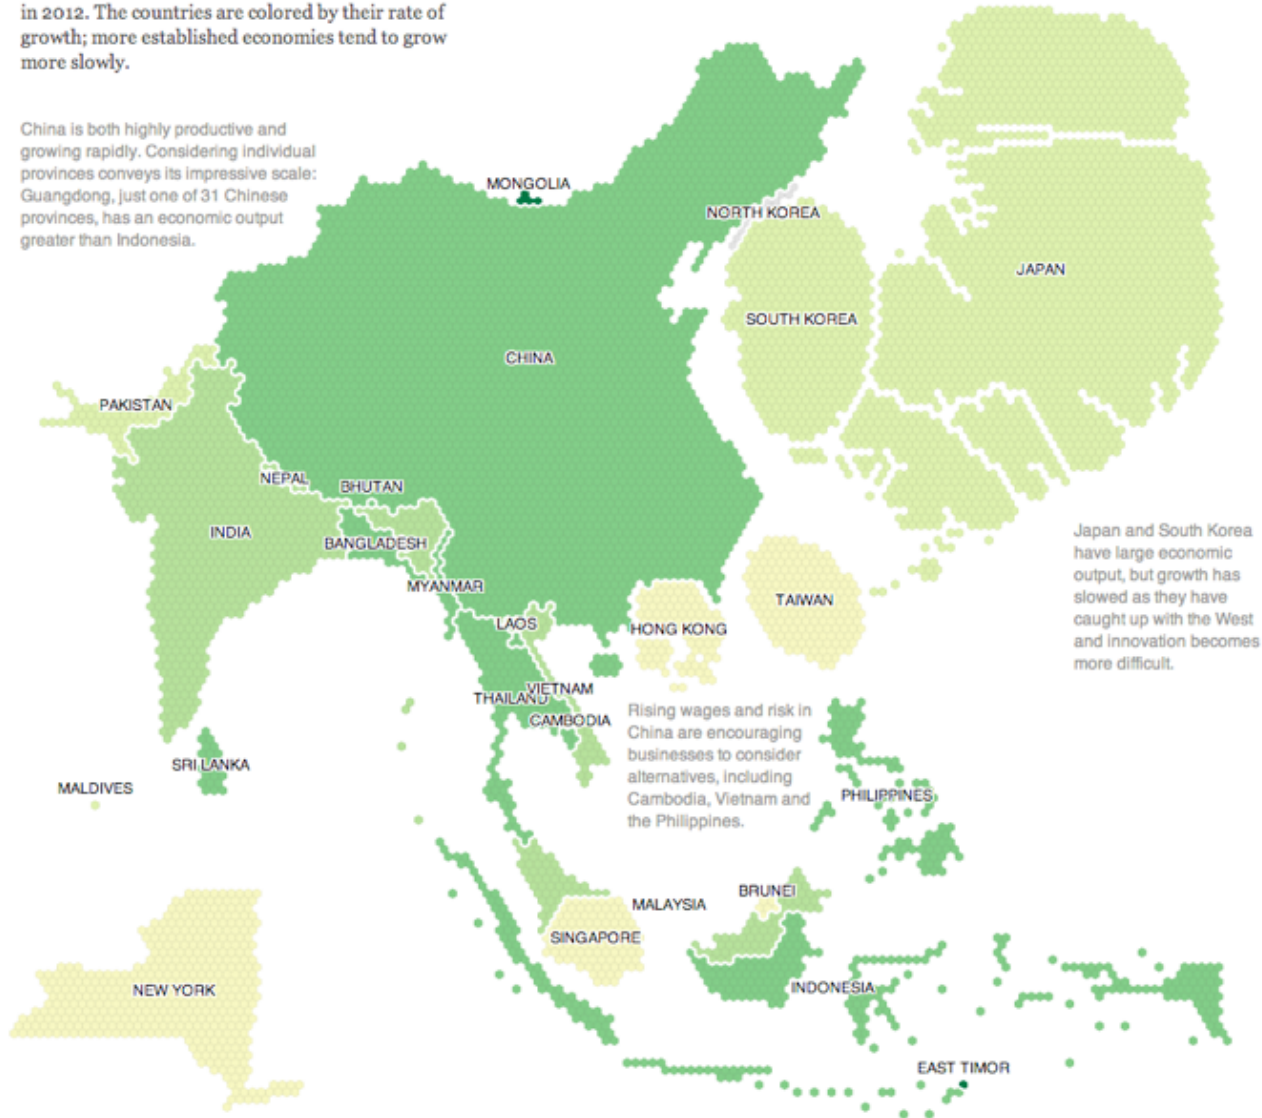 in 2012. The countries are colored by their rate of
growth; more established economies tend to grow
more slowly.
China is both highly productive and
growing rapidly. Considering individual
provinces conveys its impressive scale:
Guangdong, just one of 31 Chinese
provinces, has an economic output
greater than Indonesia.
MONGOLIA
NORTH KOREA
JAPAN
SOUTH KOREA
CHINA
PAKISTAN
NEPAL
BHUTAN
INDIA
BANGLADESH
MYANMAR
TAIWAN
LAOS
HONG KONG
Japan and South Korea
have large economic
output, but growth has
slowed as they have
caught up with the West
and innovation becomes
more difficult.
VIETNAM
THAILAND
CAMBODIA
Rising wages and risk in
China are encouraging
businesses to consider
alternatives, including
Cambodia, Vietnam and
the Philippines.
SRI LANKA
MALDIVES
PHILIPPINES
BRUNEI
MALAYSIA
SINGAPORE
INDONESIA
NEW YORK
EAST TIMOR